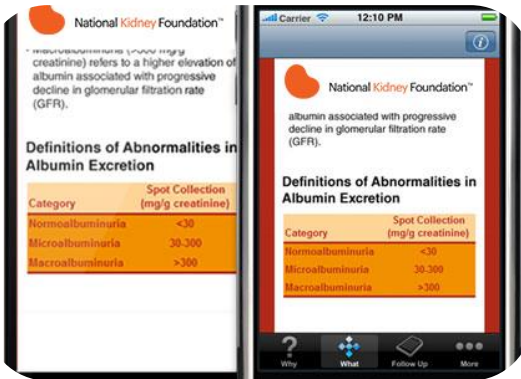 National Kidney Foundation™
• Macroalbuminuria (>300 mg/g
creatinine) refers to a higher elevation of
albumin associated with progressive
decline in glomerular filtration rate
(GFR).
Definitions of Abnormalities in
Albumin Excretion
Category
Spot Collection
(mg/g creatinine)
Normoalbuminuria <30
Microalbuminuria 30-300
Macroalbuminuria >300
Carrier 12:10 PM
National Kidney Foundation™
albumin associated with progressive
decline in glomerular filtration rate
(GFR).
Definitions of Abnormalities in
Albumin Excretion
Category
Spot Collection
(mg/g creatinine)
Normoalbuminuria <30
Microalbuminuria 30-300
Macroalbuminuria >300
? Why What Follow Up More